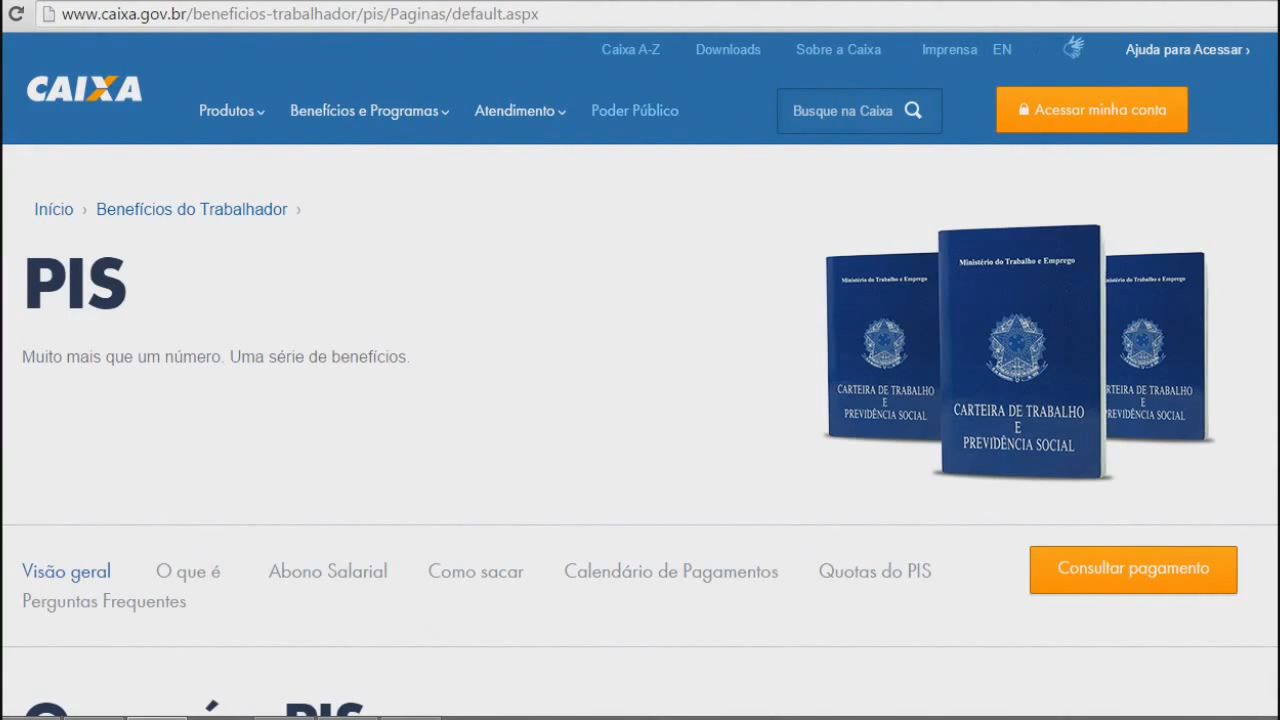 www.caixa.gov.br/beneficios-trabalhador/pis/Paginas/default.aspx
Caixa A-Z Downloads Sobre a Caixa Imprensa EN Ajuda para Acessar ›
CAIXA
Produtos Benefícios e Programas Atendimento Poder Público Busque na Caixa Acessar minha conta
Início › Benefícios do Trabalhador ›
PIS
Muito mais que um número. Uma série de benefícios.
Ministério do Trabalho e Emprego
CARTEIRA DE TRABALHO
E
PREVIDÊNCIA SOCIAL
Ministério do Trabalho e Emprego
CARTEIRA DE TRABALHO
E
PREVIDÊNCIA SOCIAL
do Trabalho e Emprego
DE TRABALHO
E
SOCIAL
Visão geral O que é Abono Salarial Como sacar Calendário de Pagamentos Quotas do PIS Consultar pagamento
Perguntas Frequentes
PIS